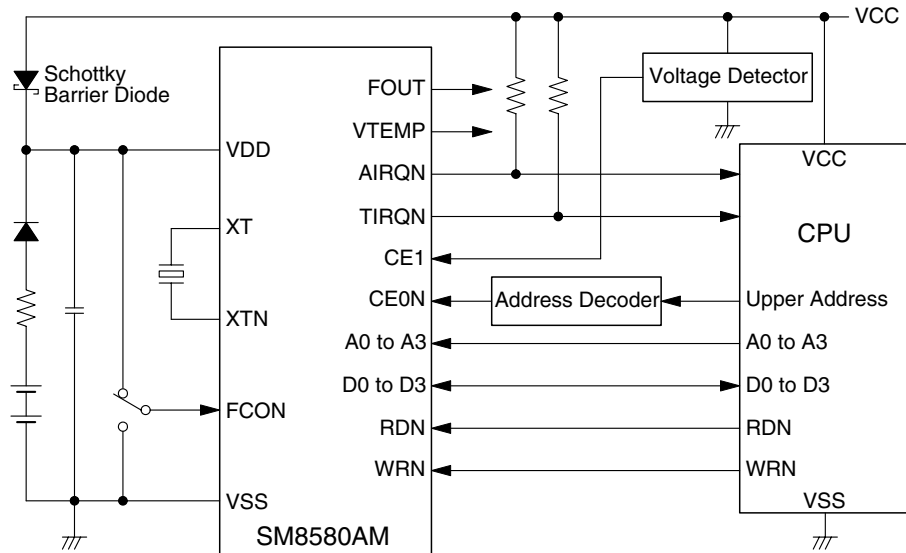 VCC
Schottky
Barrier Diode
FOUT
Voltage Detector
VTEMP
VDD
VCC
AIRQN
XT
TIRQN
CPU
CE1
CE0N
Address Decoder
Upper Address
XTN
A0 to A3
A0 to A3
D0 to D3
D0 to D3
FCON
RDN
RDN
WRN
WRN
VSS
VSS
SM8580AM